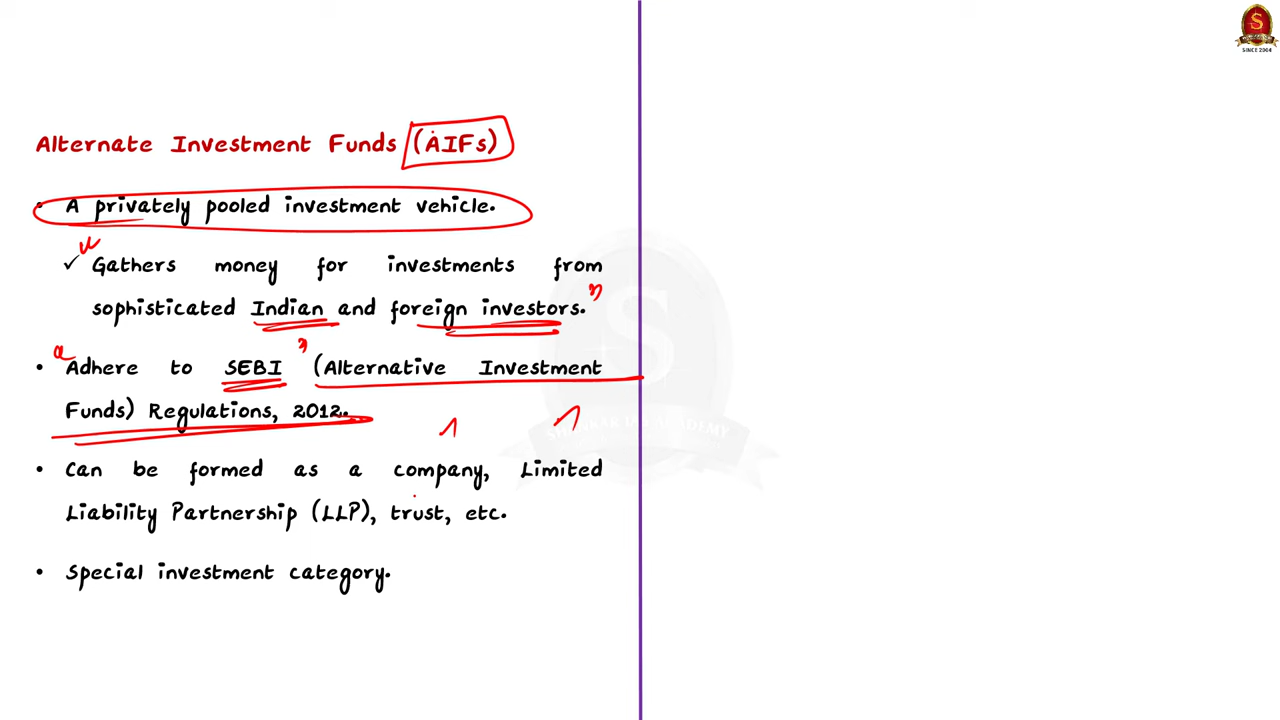 Alternate Investment Funds (AIFs)
• A privately pooled investment vehicle.
✓ Gathers money for investments from
sophisticated Indian and foreign investors.
• Adhere to SEBI (Alternative Investment
Funds) Regulations, 2012.
• Can be formed as a company, Limited
Liability Partnership (LLP), trust, etc.
• Special investment category.
S
SINCE 2004